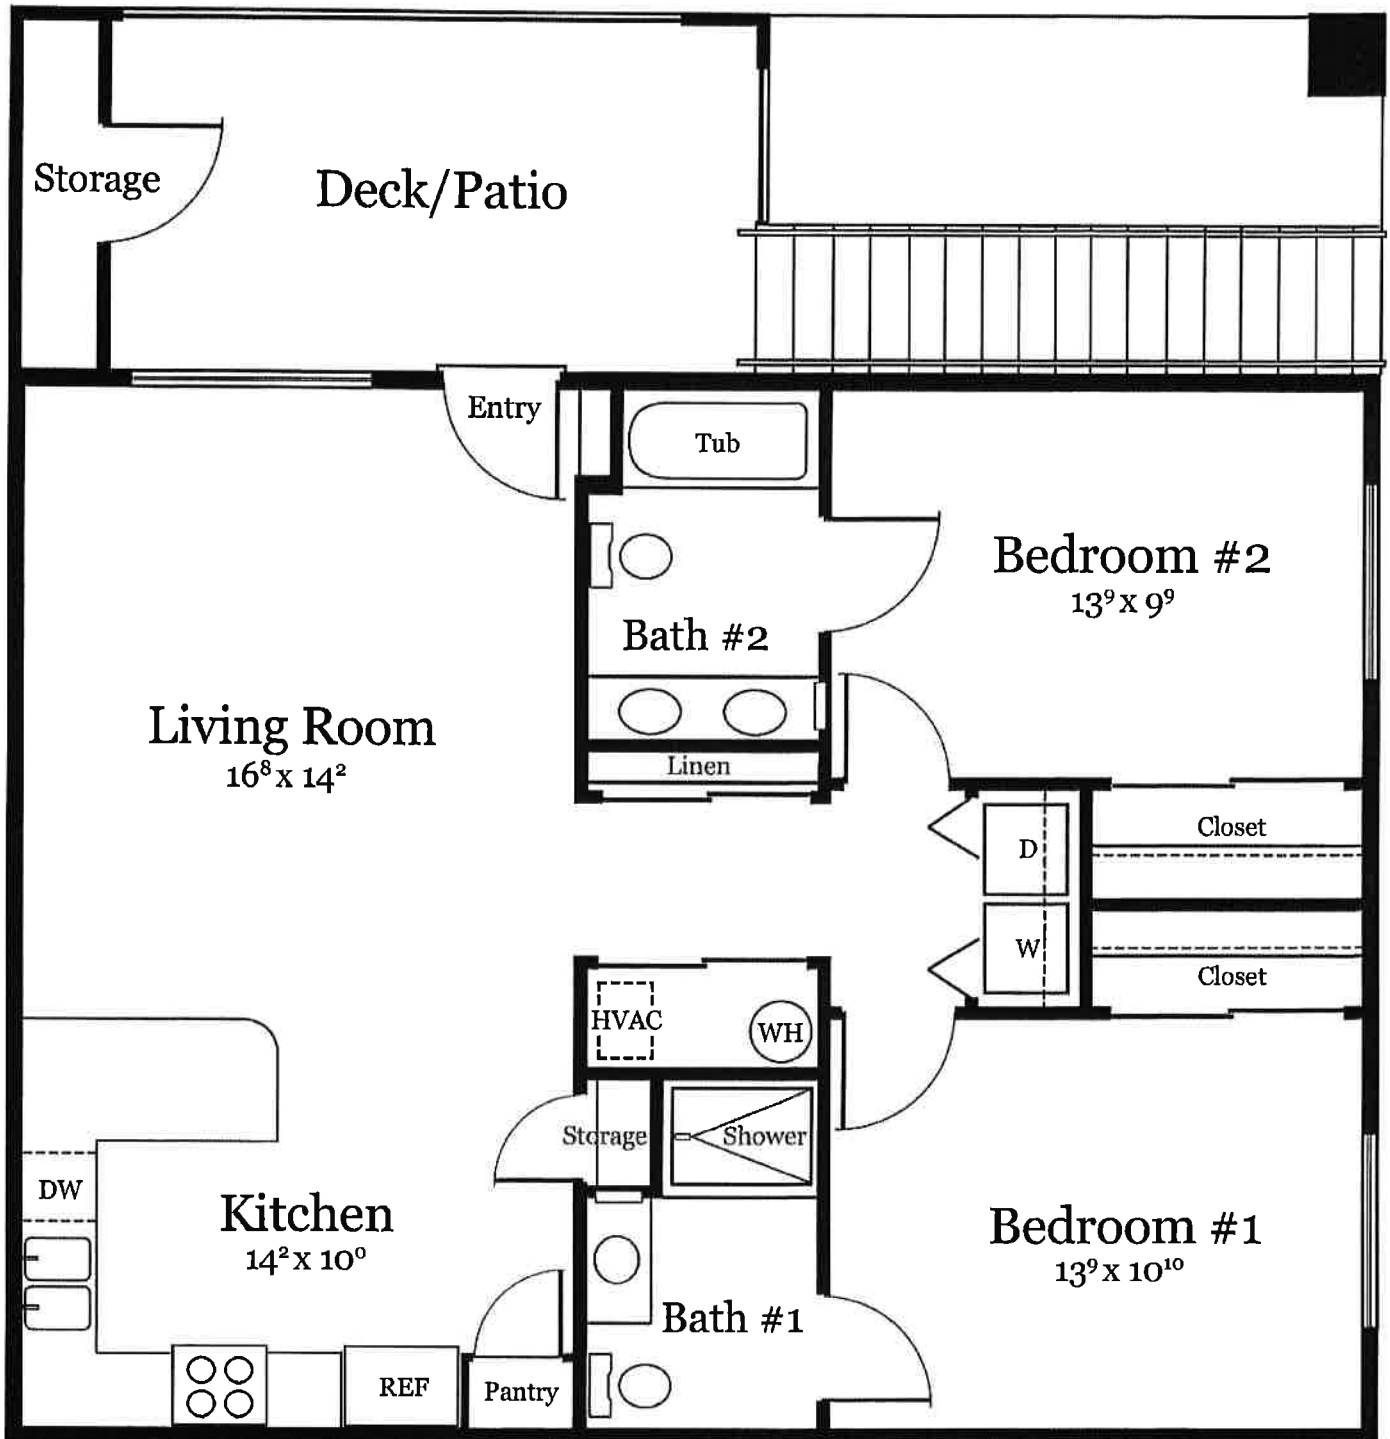 Storage
Deck/Patio
Entry
Tub
Bedroom #2
13⁹ x 9⁹
Bath #2
Living Room
16⁸ x 14²
Linen
Closet
D
W
Closet
HVAC
WH
Storage
Shower
DW
Kitchen
14² x 10⁰
Bedroom #1
13⁹ x 10¹⁰
Bath #1
REF
Pantry